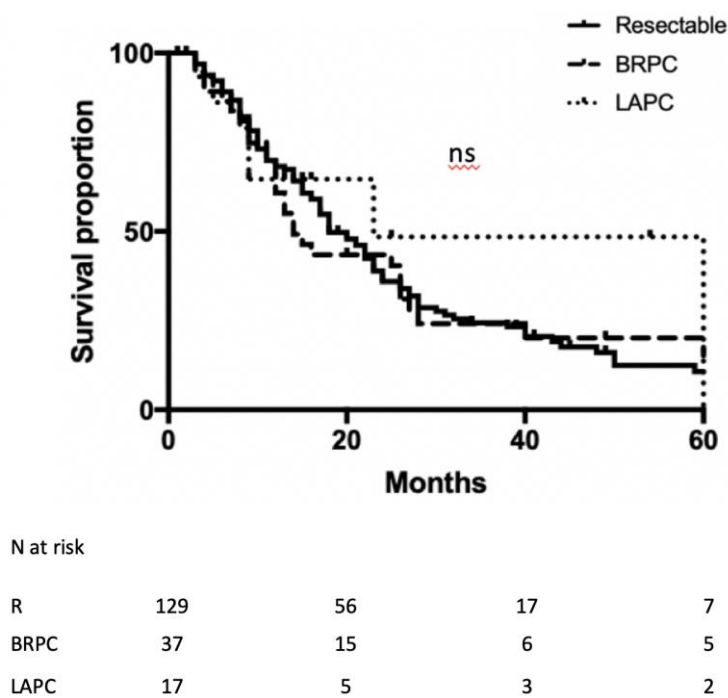 Resectable
BRPC
LAPC
ns
100
50
0
Survival proportion
0 20 40 60
Months
N at risk
R 129 56 17 7
BRPC 37 15 6 5
LAPC 17 5 3 2